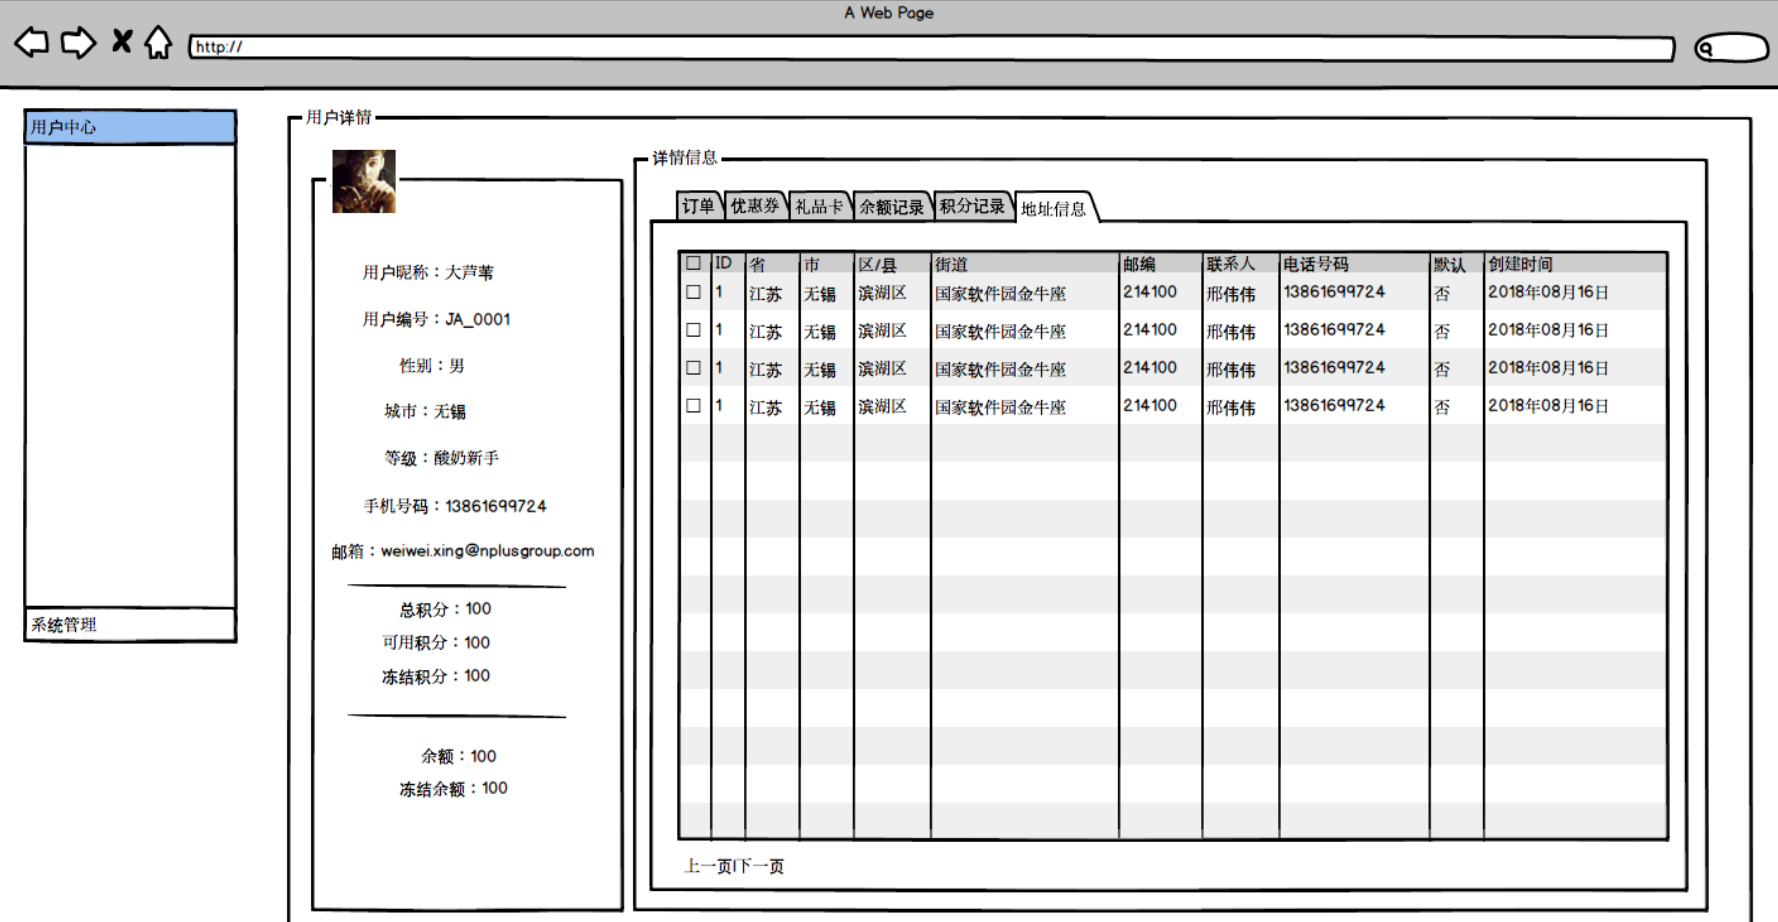 A Web Page
http://
用户中心
系统管理
用户详情
用户昵称：大芦苇
用户编号：JA_0001
性别：男
城市：无锡
等级：酸奶新手
手机号码：13861699724
邮箱：weiwei.xing@nplusgroup.com
总积分：100
可用积分：100
冻结积分：100
余额：100
冻结余额：100
详情信息
订单 优惠券 礼品卡 余额记录 积分记录 地址信息
ID 省 市 区/县 街道 邮编 联系人 电话号码 默认 创建时间
1 江苏 无锡 滨湖区 国家软件园金牛座 214100 邢伟伟 13861699724 否 2018年08月16日
1 江苏 无锡 滨湖区 国家软件园金牛座 214100 邢伟伟 13861699724 否 2018年08月16日
1 江苏 无锡 滨湖区 国家软件园金牛座 214100 邢伟伟 13861699724 否 2018年08月16日
1 江苏 无锡 滨湖区 国家软件园金牛座 214100 邢伟伟 13861699724 否 2018年08月16日
上一页|下一页